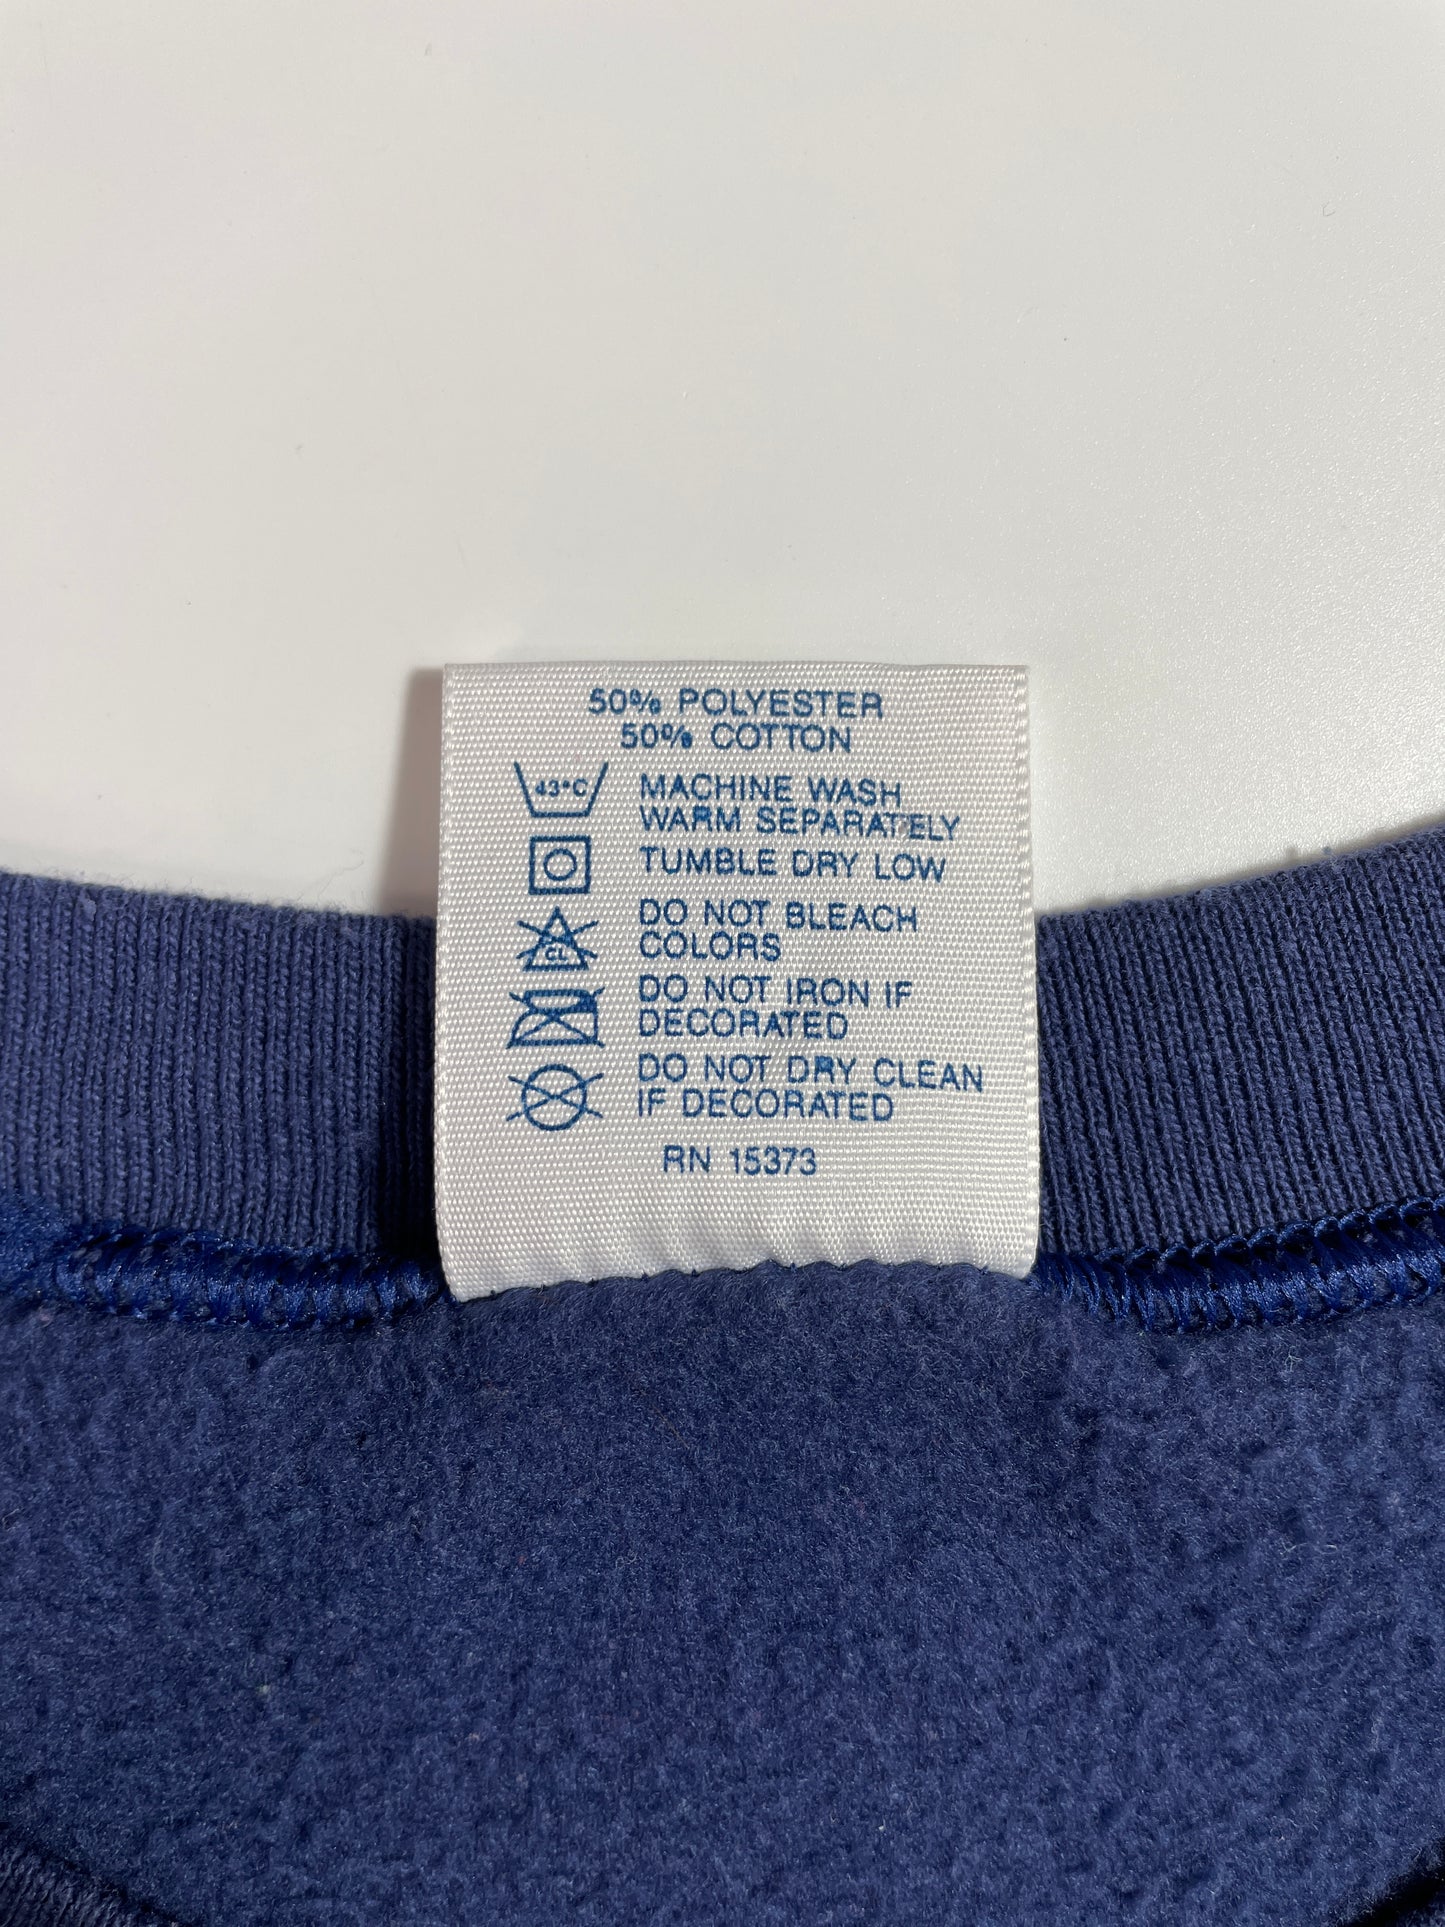 50% POLYESTER
50% COTTON
43°C MACHINE WASH
WARM SEPARATELY
TUMBLE DRY LOW
DO NOT BLEACH
CL COLORS
DO NOT IRON IF
DECORATED
DO NOT DRY CLEAN
IF DECORATED
RN 15373